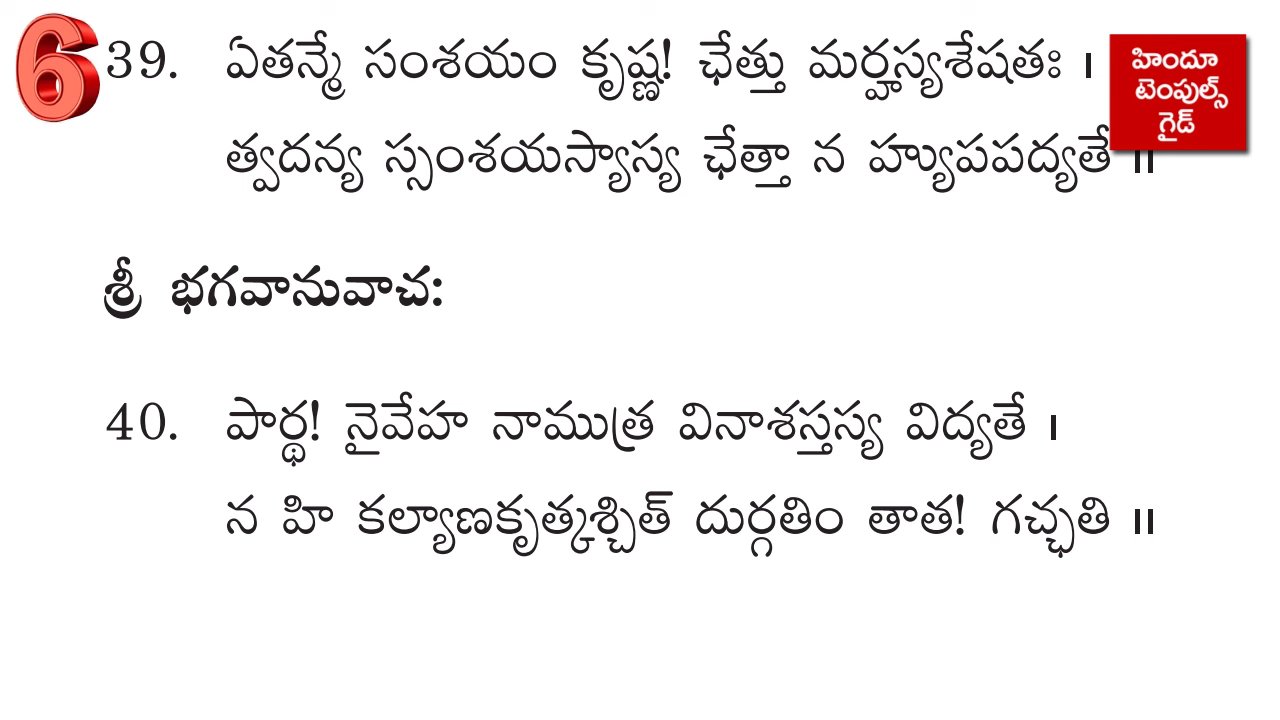 6
39. ఏతన్మే సంశయం కృష్ణ! ఛేత్తు మర్హస్యశేషతః ।
త్వదన్య స్సంశయస్యాస్య ఛేత్తా న హ్యుపపద్యతే ॥
హిందూ
టెంపుల్స్
గైడ్
శ్రీ భగవానువాచ:
40. పార్థ! నైవేహ నాముత్ర వినాశస్తస్య విద్యతే ।
న హి కల్యాణకృత్కశ్చిత్ దుర్గతిం తాత! గచ్ఛతి ॥